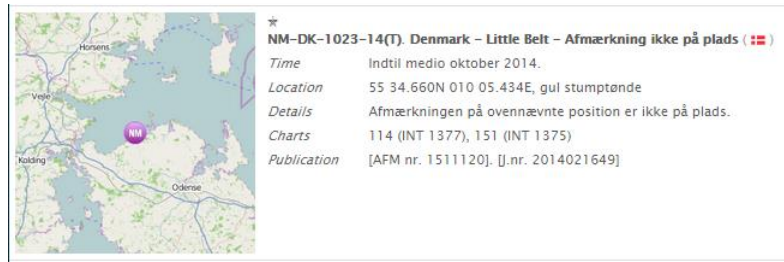 NM-DK-1023-14(T). Denmark - Little Belt - Afmærkning ikke på plads ( )
Time Indtil medio oktober 2014.
Location 55 34.660N 010 05.434E, gul stumptønde
Details Afmærkningen på ovennævnte position er ikke på plads.
Charts 114 (INT 1377), 151 (INT 1375)
Publication [AFM nr. 1511120]. [J.nr. 2014021649]
Horsens
Vejle
NM
Kolding
Odense